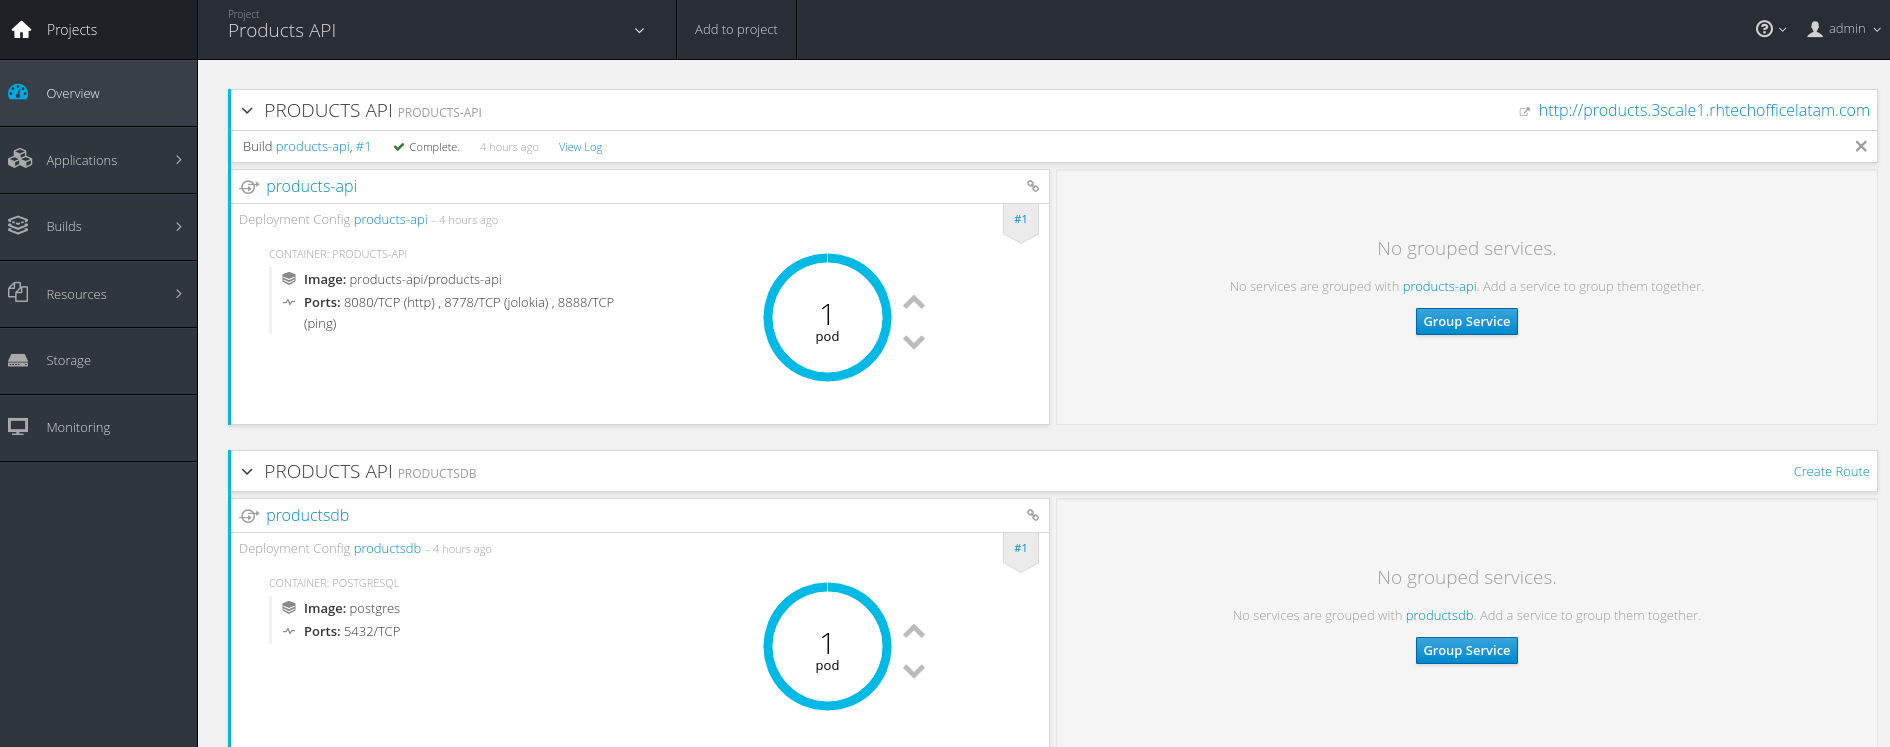 Projects
Project
Products API
Add to project
admin
Overview
Applications
Builds
Resources
Storage
Monitoring
PRODUCTS API PRODUCTS-API
http://products.3scale1.rhtechofficelatam.com
Build products-api, #1 Complete. 4 hours ago View Log
products-api
Deployment Config products-api – 4 hours ago
#1
CONTAINER: PRODUCTS-API
Image: products-api/products-api
Ports: 8080/TCP (http) , 8778/TCP (jolokia) , 8888/TCP
(ping)
1
pod
No grouped services.
No services are grouped with products-api. Add a service to group them together.
Group Service
PRODUCTS API PRODUCTSDB
Create Route
productsdb
Deployment Config productsdb – 4 hours ago
#1
CONTAINER: POSTGRESQL
Image: postgres
Ports: 5432/TCP
1
pod
No grouped services.
No services are grouped with productsdb. Add a service to group them together.
Group Service